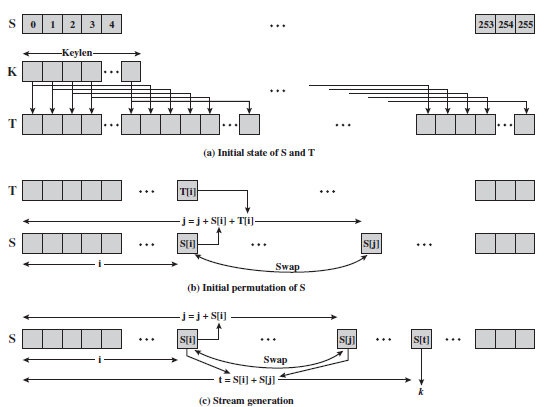 S 0 1 2 3 4 ... 253 254 255
Keylen
K ...
...
T ... ... ... ...
(a) Initial state of S and T
T ... T[i] ...
j = j + S[i] + T[i]
S ... S[i] ... S[j] ...
i
Swap
(b) Initial permutation of S
j = j + S[i]
S ... S[i] ... S[j] ... S[t] ...
i
Swap
t = S[i] + S[j]
k
(c) Stream generation